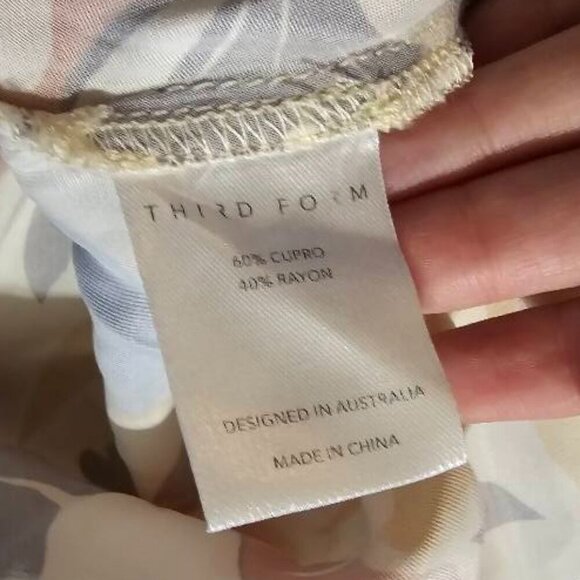 THIRD FORM
60% CUPRO
40% RAYON
DESIGNED IN AUSTRALIA
MADE IN CHINA